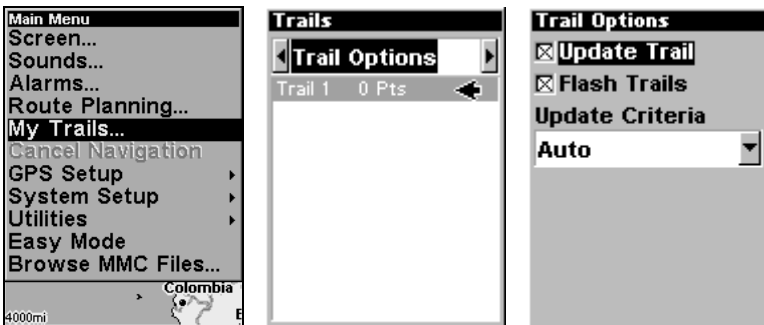 Main Menu
Screen...
Sounds...
Alarms...
Route Planning...
My Trails...
Cancel Navigation
GPS Setup
System Setup
Utilities
Easy Mode
Browse MMC Files...
Colombia
4000mi
Trails
Trail Options
Trail 1 0 Pts
Trail Options
Update Trail
Flash Trails
Update Criteria
Auto